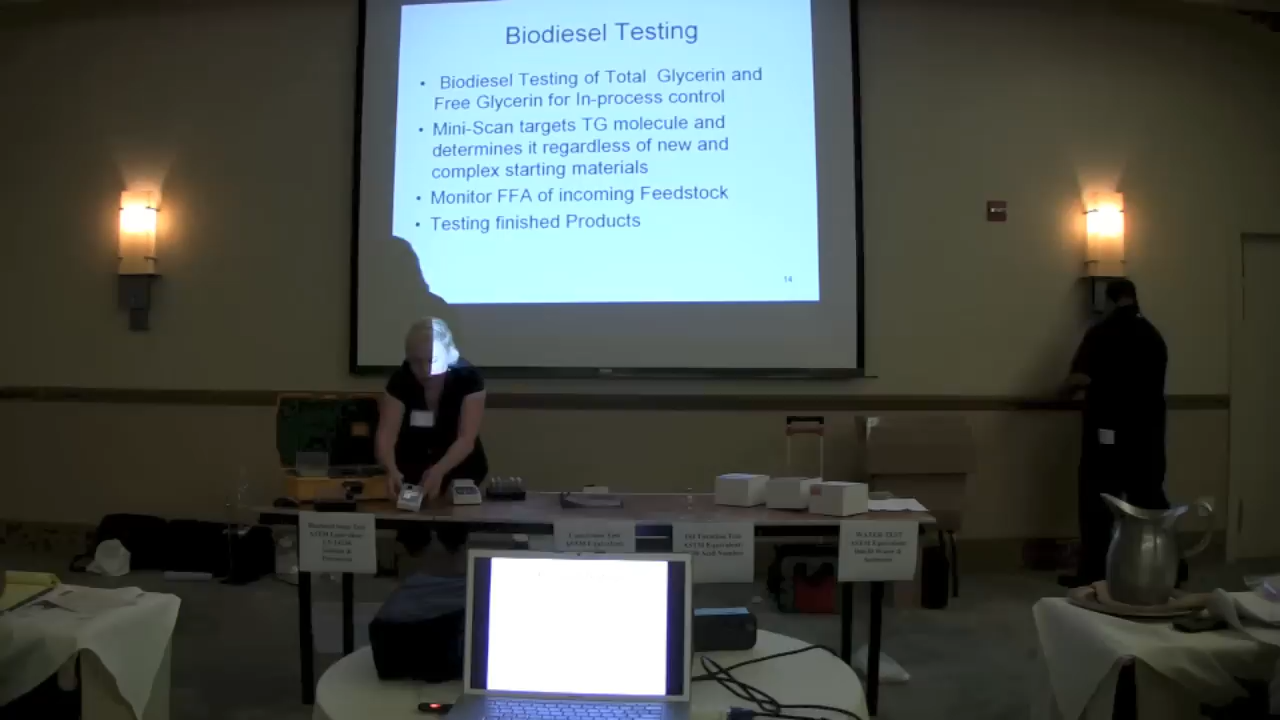 Biodiesel Testing
• Biodiesel Testing of Total Glycerin and
Free Glycerin for In-process control
• Mini-Scan targets TG molecule and
determines it regardless of new and
complex starting materials
• Monitor FFA of incoming Feedstock
• Testing finished Products
14
WATER TEST
ASTM Equivalent